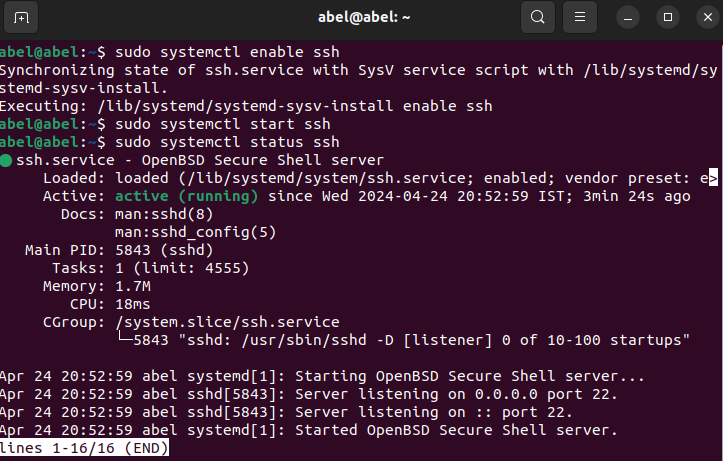 abel@abel: ~
abel@abel:~$ sudo systemctl enable ssh
Synchronizing state of ssh.service with SysV service script with /lib/systemd/sy
stemd-sysv-install.
Executing: /lib/systemd/systemd-sysv-install enable ssh
abel@abel:~$ sudo systemctl start ssh
abel@abel:~$ sudo systemctl status ssh
● ssh.service - OpenBSD Secure Shell server
     Loaded: loaded (/lib/systemd/system/ssh.service; enabled; vendor preset: e>
     Active: active (running) since Wed 2024-04-24 20:52:59 IST; 3min 24s ago
       Docs: man:sshd(8)
             man:sshd_config(5)
   Main PID: 5843 (sshd)
      Tasks: 1 (limit: 4555)
     Memory: 1.7M
        CPU: 18ms
     CGroup: /system.slice/ssh.service
             └─5843 "sshd: /usr/sbin/sshd -D [listener] 0 of 10-100 startups"
Apr 24 20:52:59 abel systemd[1]: Starting OpenBSD Secure Shell server...
Apr 24 20:52:59 abel sshd[5843]: Server listening on 0.0.0.0 port 22.
Apr 24 20:52:59 abel sshd[5843]: Server listening on :: port 22.
Apr 24 20:52:59 abel systemd[1]: Started OpenBSD Secure Shell server.
lines 1-16/16 (END)